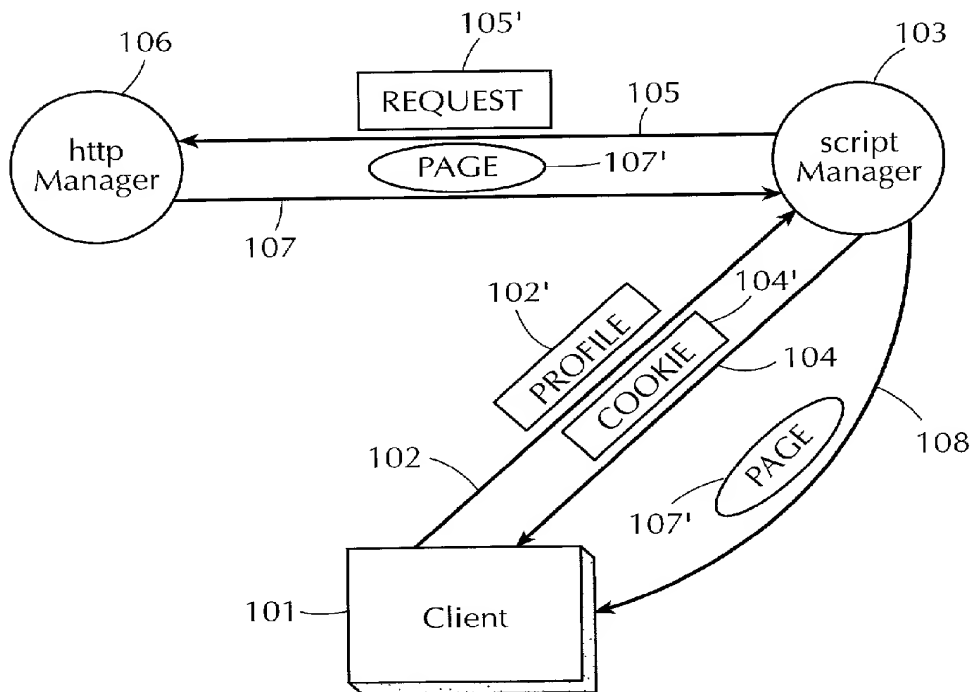 105'
106
103
REQUEST
105
http
Manager
script
Manager
PAGE
107'
107
102'
104'
PROFILE
COOKIE
104
102
PAGE
108
107'
101
Client